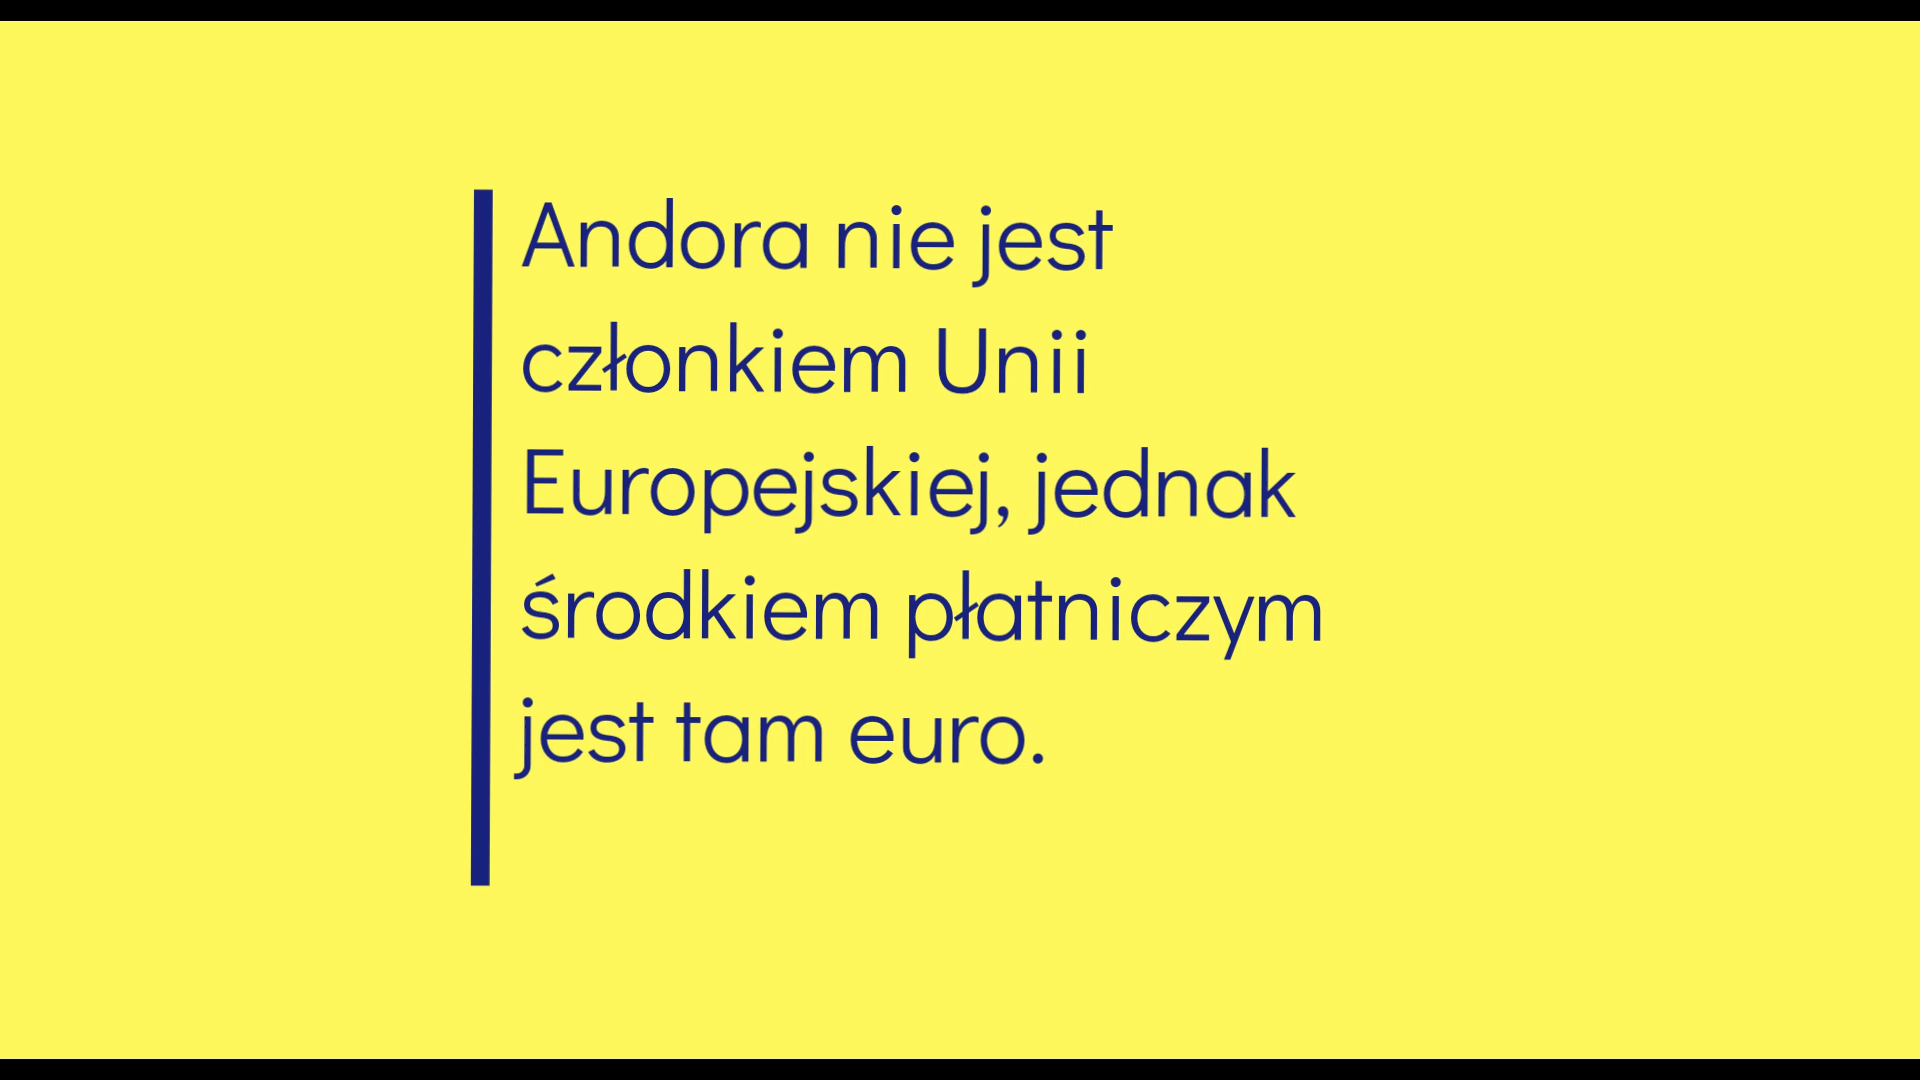 Andora nie jest
członkiem Unii
Europejskiej, jednak
środkiem płatniczym
jest tam euro.